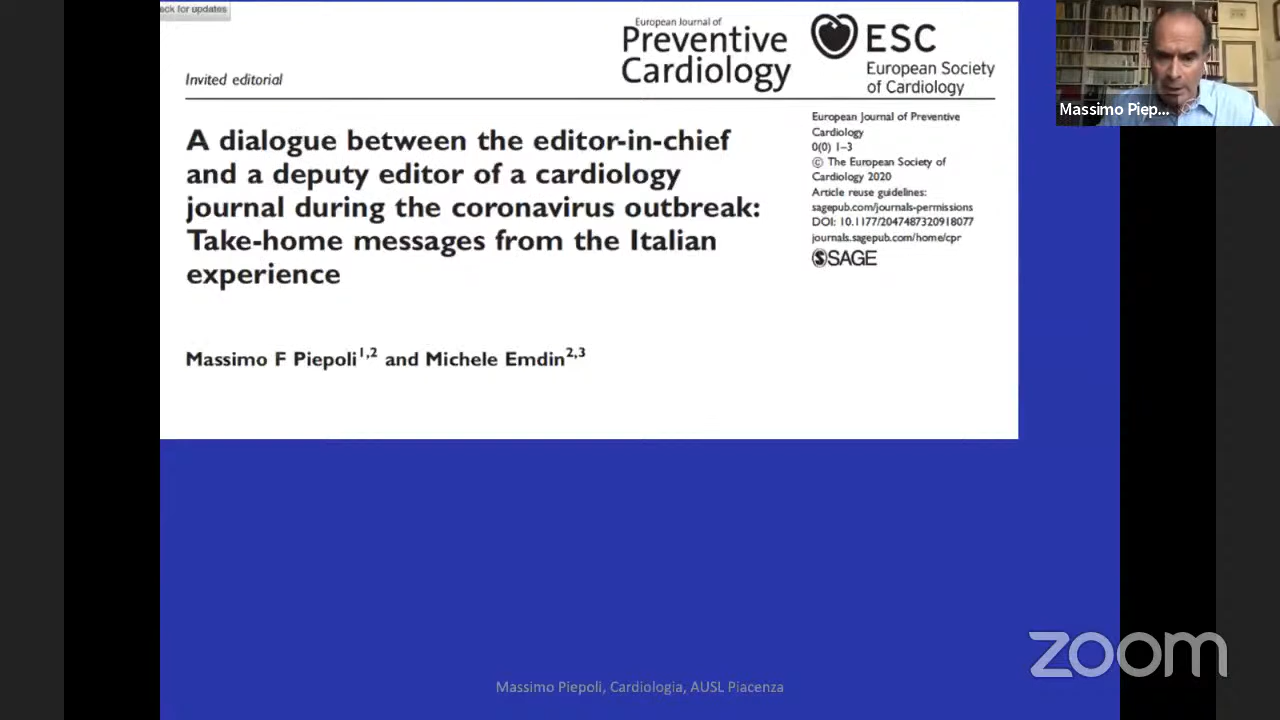 ck for updates
European Journal of
Preventive
Cardiology
ESC
European Society
of Cardiology
Invited editorial
A dialogue between the editor-in-chief
and a deputy editor of a cardiology
journal during the coronavirus outbreak:
Take-home messages from the Italian
experience
European Journal of Preventive
Cardiology
0(0) 1–3
© The European Society of
Cardiology 2020
Article reuse guidelines:
sagepub.com/journals-permissions
DOI: 10.1177/2047487320918077
journals.sagepub.com/home/cpr
SAGE
Massimo F Piepoli1,2 and Michele Emdin2,3
Massimo Piep...
zoom
Massimo Piepoli, Cardiologia, AUSL Piacenza